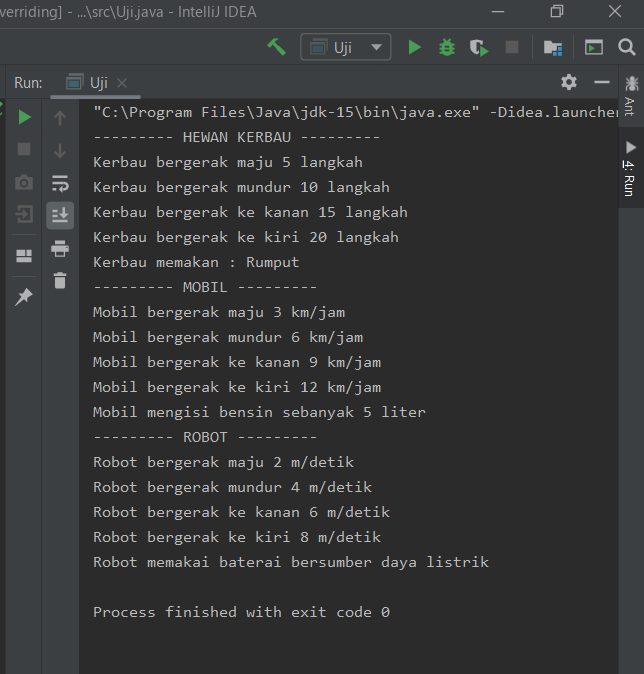 verriding] - ...\src\Uji.java - IntelliJ IDEA
Uji
Run: Uji
"C:\Program Files\Java\jdk-15\bin\java.exe" -Didea.launcher
--------- HEWAN KERBAU ---------
Kerbau bergerak maju 5 langkah
Kerbau bergerak mundur 10 langkah
Kerbau bergerak ke kanan 15 langkah
Kerbau bergerak ke kiri 20 langkah
Kerbau memakan : Rumput
--------- MOBIL ---------
Mobil bergerak maju 3 km/jam
Mobil bergerak mundur 6 km/jam
Mobil bergerak ke kanan 9 km/jam
Mobil bergerak ke kiri 12 km/jam
Mobil mengisi bensin sebanyak 5 liter
--------- ROBOT ---------
Robot bergerak maju 2 m/detik
Robot bergerak mundur 4 m/detik
Robot bergerak ke kanan 6 m/detik
Robot bergerak ke kiri 8 m/detik
Robot memakai baterai bersumber daya listrik
Process finished with exit code 0
Ant
4: Run